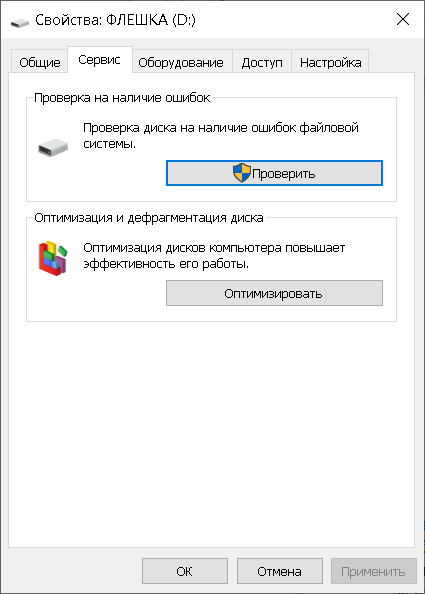 Свойства: ФЛЕШКА (D:)
Общие Сервис Оборудование Доступ Настройка
Проверка на наличие ошибок
Проверка диска на наличие ошибок файловой
системы.
Проверить
Оптимизация и дефрагментация диска
Оптимизация дисков компьютера повышает
эффективность его работы.
Оптимизировать
ОК Отмена Применить